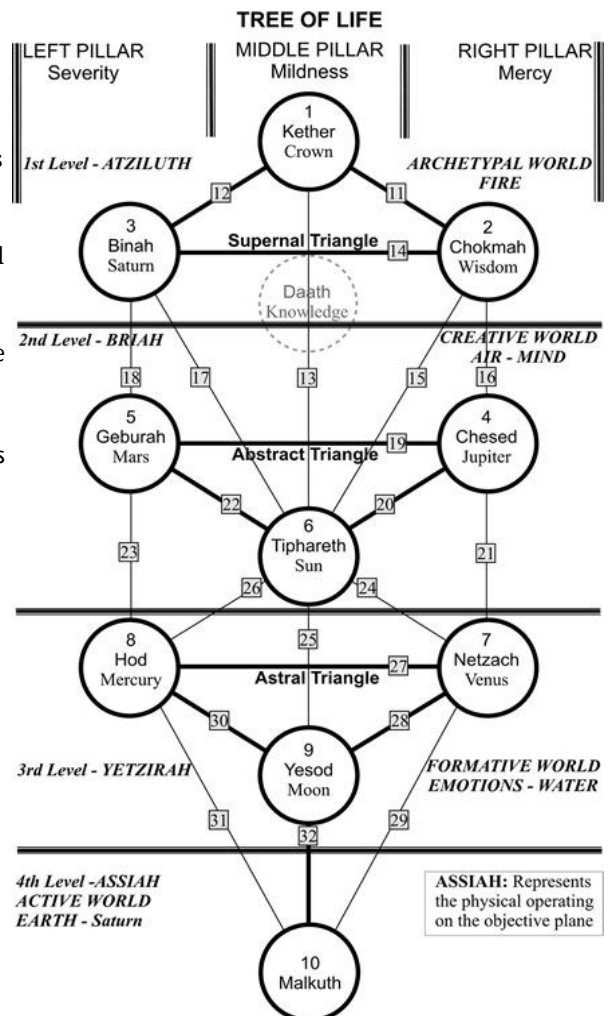 TREE OF LIFE
LEFT PILLAR
Severity
MIDDLE PILLAR
Mildness
RIGHT PILLAR
Mercy
1
Kether
Crown
s
1st Level - ATZILUTH
ARCHETYPAL WORLD
FIRE
12
11
3
Binah
Saturn
Supernal Triangle
14
2
Chokmah
Wisdom
d
Daath
Knowledge
2nd Level - BRIAH
CREATIVE WORLD
AIR - MIND
e
18
17
13
15
16
5
Geburah
Mars
19
Abstract Triangle
4
Chesed
Jupiter
s
22
20
6
Tiphareth
Sun
23
21
26
24
8
Hod
Mercury
25
27
Astral Triangle
7
Netzach
Venus
30
28
9
Yesod
Moon
3rd Level - YETZIRAH
FORMATIVE WORLD
EMOTIONS - WATER
31
32
29
4th Level -ASSIAH
ACTIVE WORLD
EARTH - Saturn
ASSIAH: Represents
the physical operating
on the objective plane
10
Malkuth